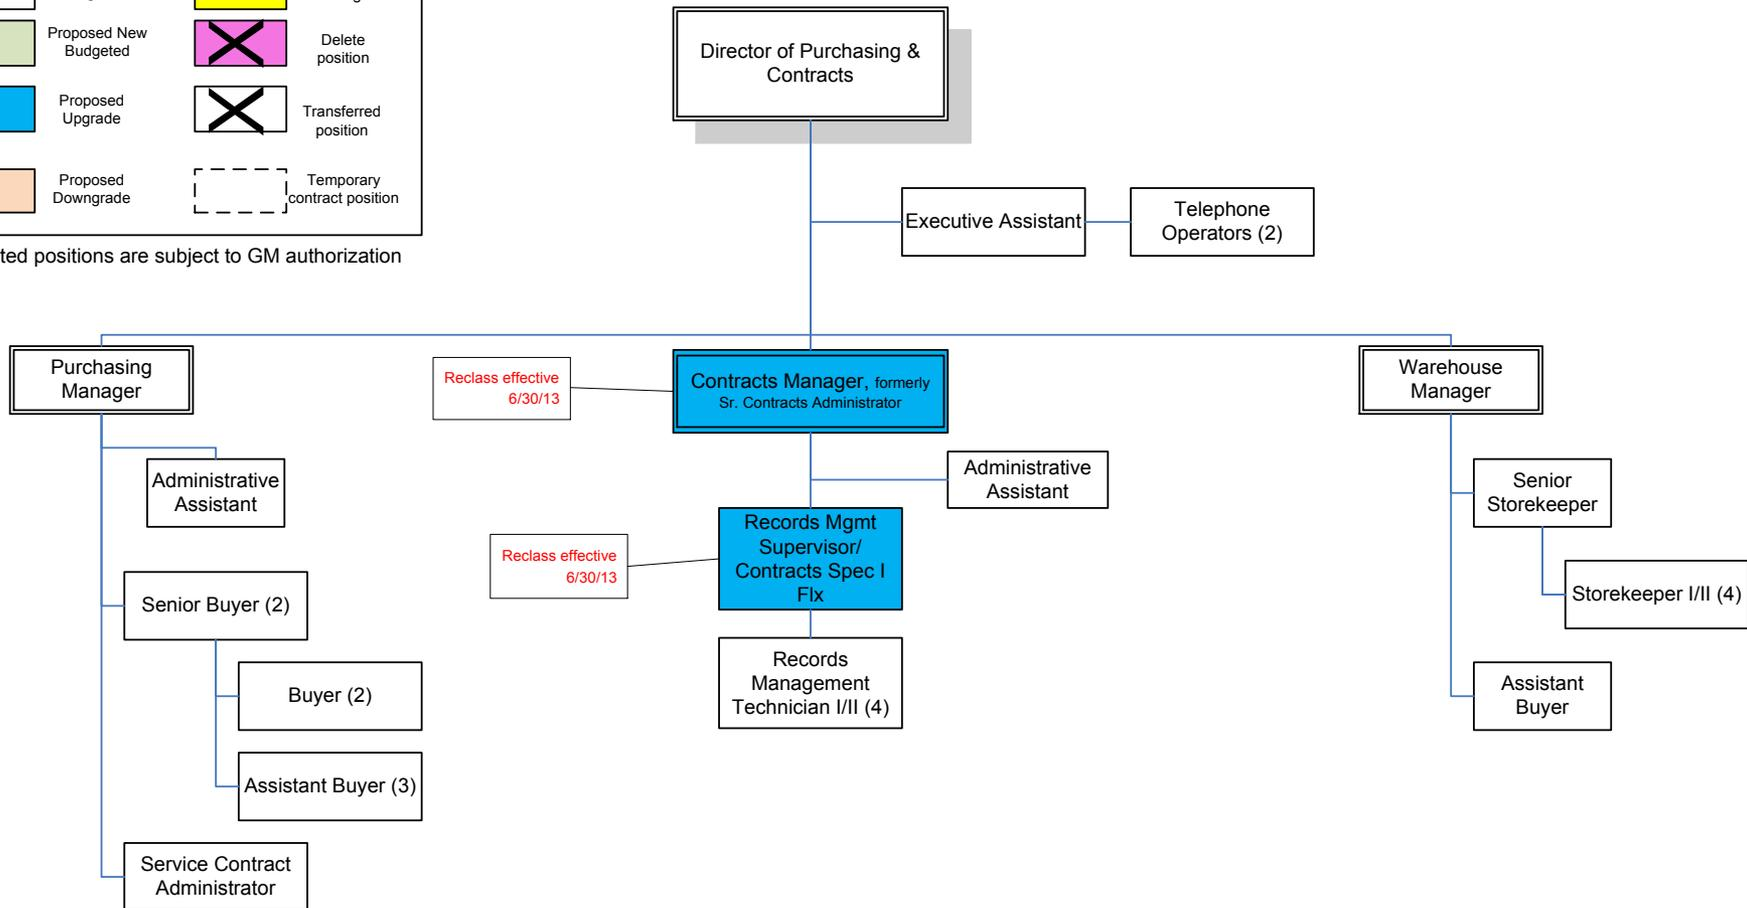 Proposed New
Budgeted
Delete
position
Proposed
Upgrade
Transferred
position
Proposed
Downgrade
Temporary
contract position
ted positions are subject to GM authorization
Director of Purchasing &
Contracts
Executive Assistant
Telephone
Operators (2)
Purchasing
Manager
Reclass effective
6/30/13
Contracts Manager, formerly
Sr. Contracts Administrator
Warehouse
Manager
Administrative
Assistant
Administrative
Assistant
Senior
Storekeeper
Reclass effective
6/30/13
Records Mgmt
Supervisor/
Contracts Spec I
Flx
Storekeeper I/II (4)
Senior Buyer (2)
Records
Management
Technician I/II (4)
Buyer (2)
Assistant
Buyer
Assistant Buyer (3)
Service Contract
Administrator